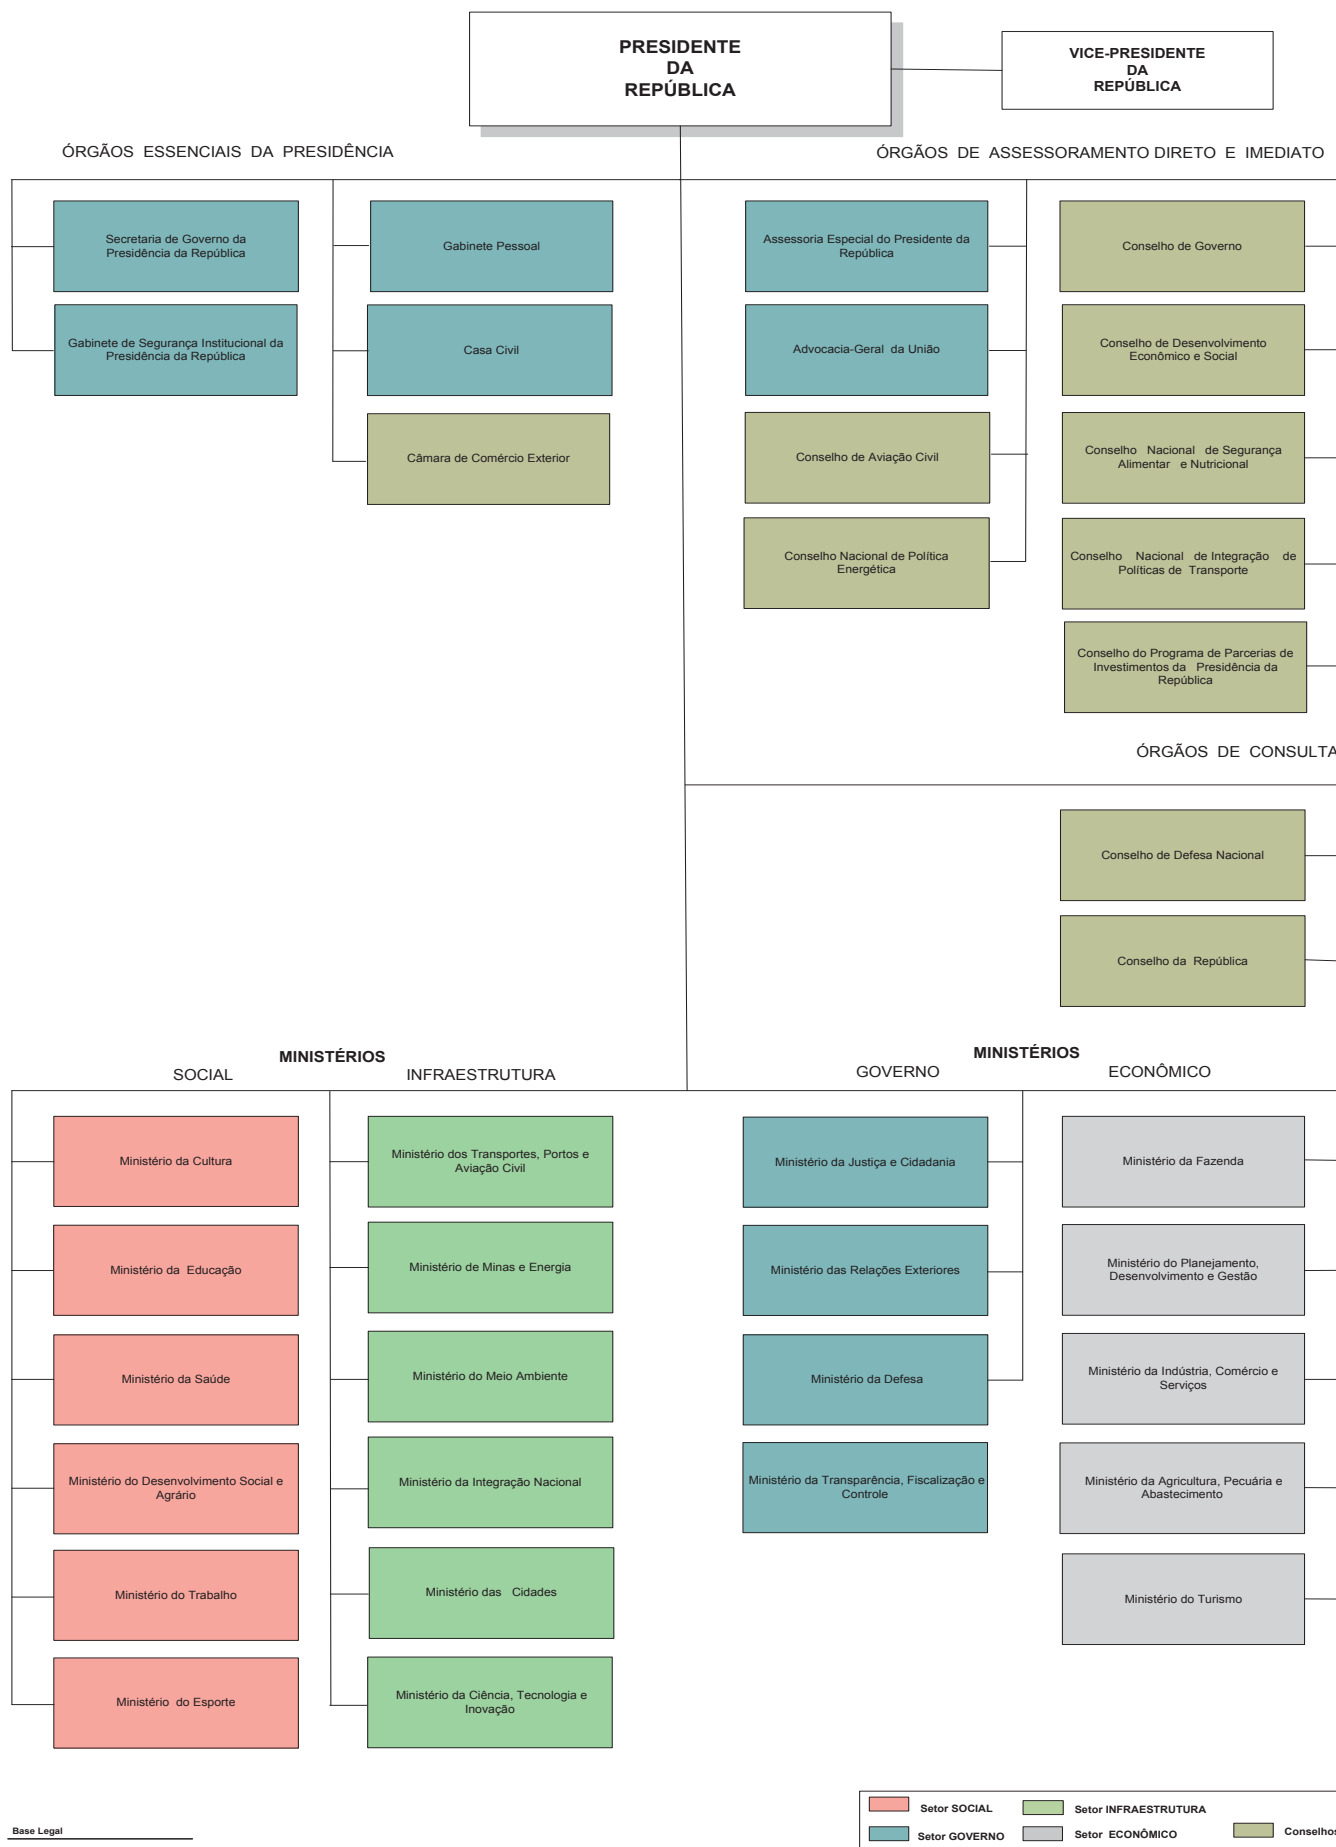 PRESIDENTE
DA
REPÚBLICA
VICE-PRESIDENTE
DA
REPÚBLICA
ÓRGÃOS ESSENCIAIS DA PRESIDÊNCIA
ÓRGÃOS DE ASSESSORAMENTO DIRETO E IMEDIATO
Secretaria de Governo da
Presidência da República
Gabinete Pessoal
Gabinete de Segurança Institucional da
Presidência da República
Casa Civil
Câmara de Comércio Exterior
Assessoria Especial do Presidente da
República
Conselho de Governo
Advocacia-Geral da União
Conselho de Desenvolvimento
Econômico e Social
Conselho de Aviação Civil
Conselho Nacional de Segurança
Alimentar e Nutricional
Conselho Nacional de Política
Energética
Conselho Nacional de Integração de
Políticas de Transporte
Conselho do Programa de Parcerias de
Investimentos da Presidência da
República
ÓRGÃOS DE CONSULTA
Conselho de Defesa Nacional
Conselho da República
MINISTÉRIOS
SOCIAL
INFRAESTRUTURA
Ministério da Cultura
Ministério dos Transportes, Portos e
Aviação Civil
Ministério da Educação
Ministério de Minas e Energia
Ministério da Saúde
Ministério do Meio Ambiente
Ministério do Desenvolvimento Social e
Agrário
Ministério da Integração Nacional
Ministério do Trabalho
Ministério das Cidades
Ministério do Esporte
Ministério da Ciência, Tecnologia e
Inovação
MINISTÉRIOS
GOVERNO
ECONÔMICO
Ministério da Justiça e Cidadania
Ministério da Fazenda
Ministério das Relações Exteriores
Ministério do Planejamento,
Desenvolvimento e Gestão
Ministério da Defesa
Ministério da Indústria, Comércio e
Serviços
Ministério da Transparência, Fiscalização e
Controle
Ministério da Agricultura, Pecuária e
Abastecimento
Ministério do Turismo
Base Legal
Setor SOCIAL
Setor INFRAESTRUTURA
Setor GOVERNO
Setor ECONÔMICO
Conselhos